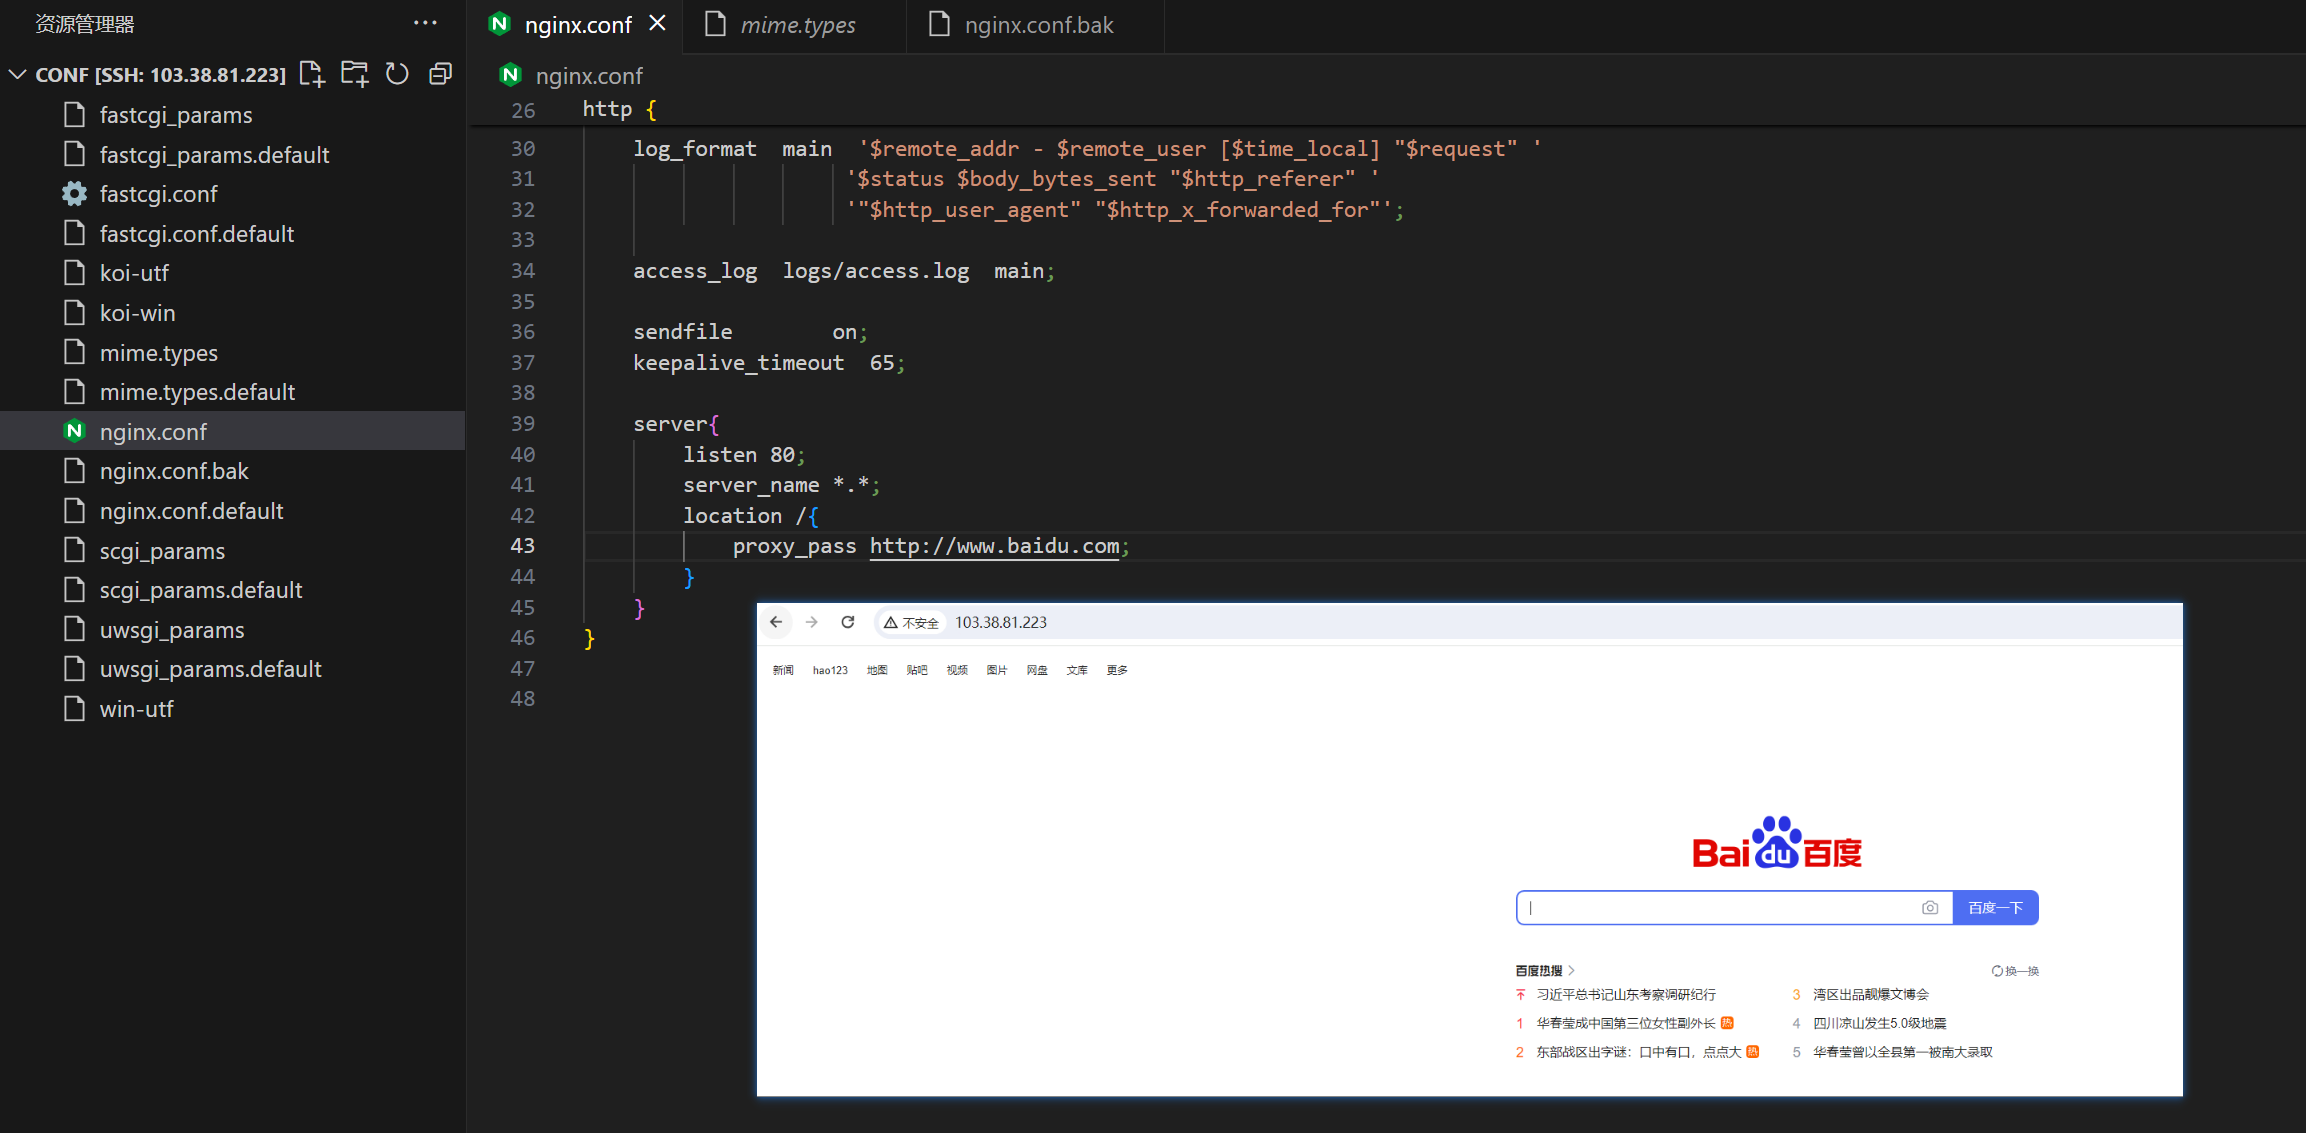 资源管理器
CONF [SSH: 103.38.81.223]
fastcgi_params
fastcgi_params.default
fastcgi.conf
fastcgi.conf.default
koi-utf
koi-win
mime.types
mime.types.default
nginx.conf
nginx.conf.bak
nginx.conf.default
scgi_params
scgi_params.default
uwsgi_params
uwsgi_params.default
win-utf
nginx.conf mime.types nginx.conf.bak
nginx.conf
26 http {
30 log_format  main  '$remote_addr - $remote_user [$time_local] "$request" '
31 '$status $body_bytes_sent "$http_referer" '
32 '"$http_user_agent" "$http_x_forwarded_for"';
33
34 access_log  logs/access.log  main;
35
36 sendfile        on;
37 keepalive_timeout  65;
38
39 server{
40 listen 80;
41 server_name *.*;
42 location /{
43 proxy_pass http://www.baidu.com;
44 }
45 }
46 }
47
48
不安全 103.38.81.223
新闻 hao123 地图 贴吧 视频 图片 网盘 文库 更多
Bai du 百度
百度一下
百度热搜 换一换
习近平总书记山东考察调研纪行
1 华春莹成中国第三位女性副外长 热
2 东部战区出字谜：口中有口，点点大 热
3 湾区出品靓爆文博会
4 四川凉山发生5.0级地震
5 华春莹曾以全县第一被南大录取